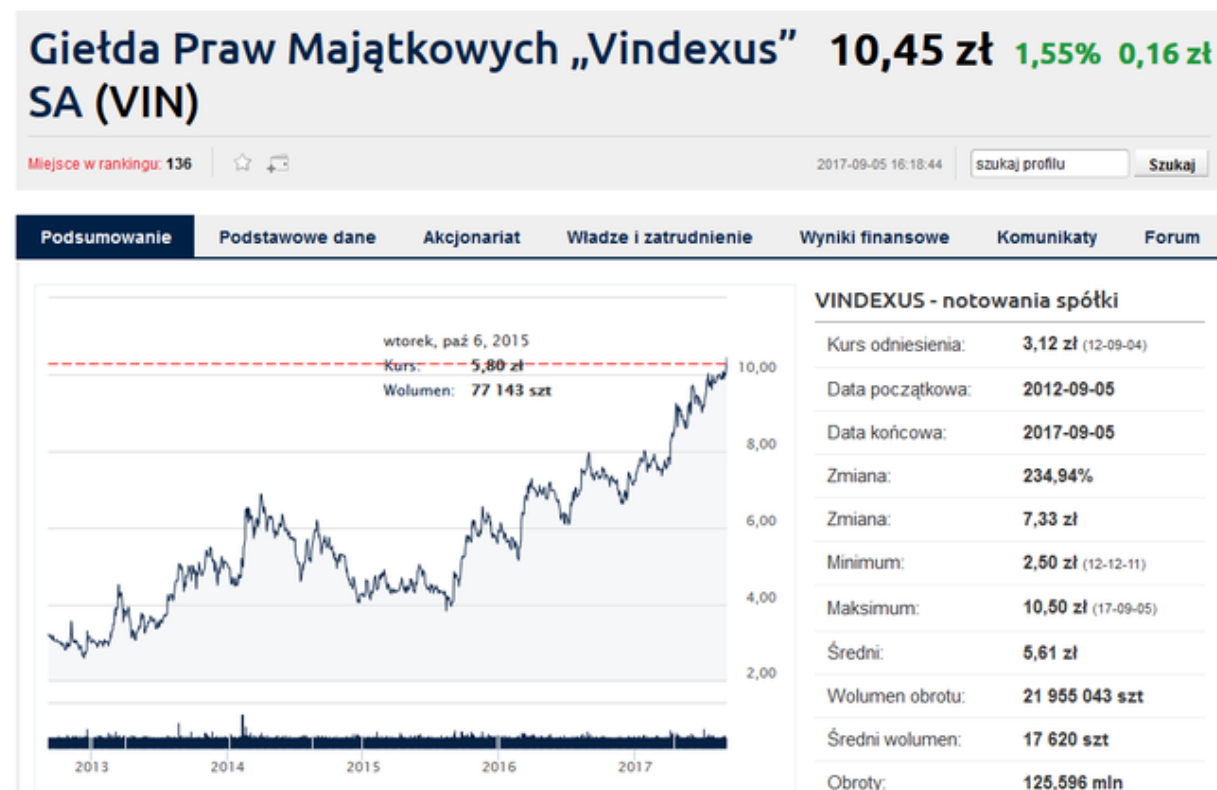 Giełda Praw Majątkowych „Vindexus” 10,45 zł 1,55% 0,16 zł
SA (VIN)
Miejsce w rankingu: 136
2017-09-05 16:18:44
szukaj profilu
Szukaj
Podsumowanie Podstawowe dane Akcjonariat Władze i zatrudnienie Wyniki finansowe Komunikaty Forum
wtorek, paź 6, 2015
Kurs: 5,80 zł
Wolumen: 77 143 szt
10,00
8,00
6,00
4,00
2,00
2013 2014 2015 2016 2017
VINDEXUS - notowania spółki
Kurs odniesienia: 3,12 zł (12-09-04)
Data początkowa: 2012-09-05
Data końcowa: 2017-09-05
Zmiana: 234,94%
Zmiana: 7,33 zł
Minimum: 2,50 zł (12-12-11)
Maksimum: 10,50 zł (17-09-05)
Średni: 5,61 zł
Wolumen obrotu: 21 955 043 szt
Średni wolumen: 17 620 szt
Obroty: 125,596 mln